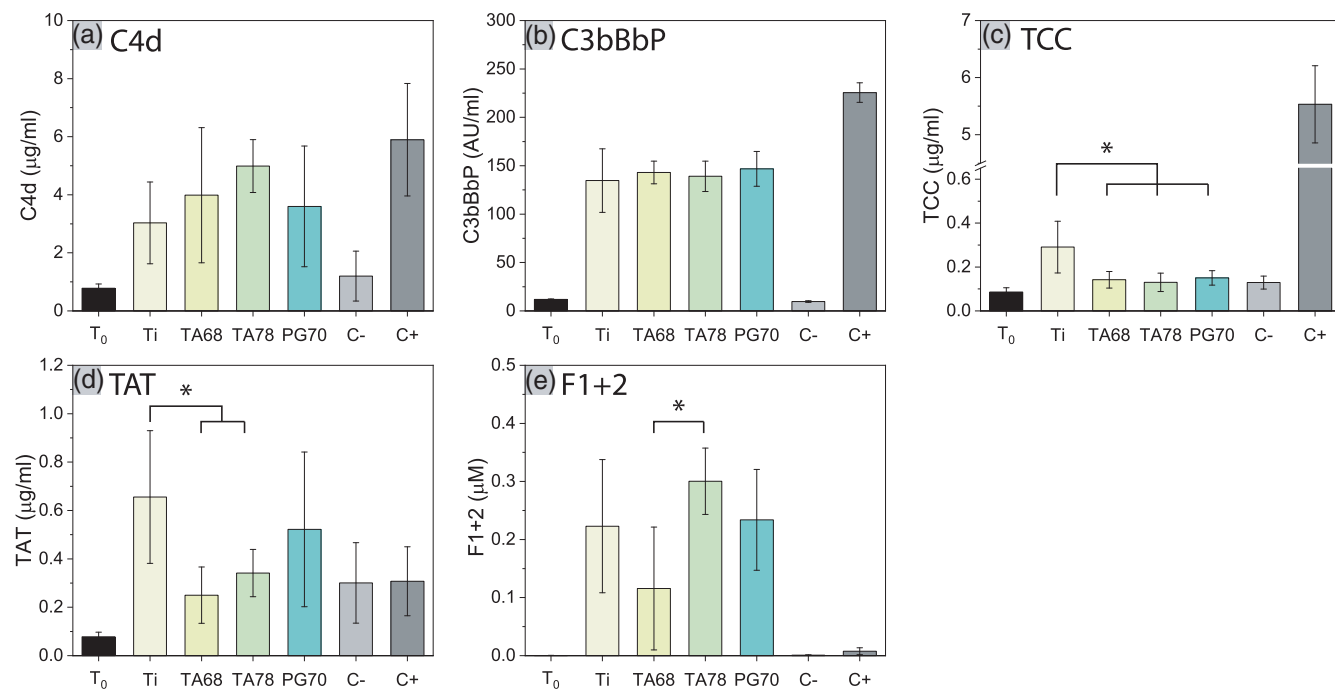 (a) C4d
10
8
6
4
2
0
C4d (μg/ml)
T0 Ti TA68 TA78 PG70 C- C+
(b) C3bBbP
300
250
200
150
100
50
0
C3bBbP (AU/ml)
T0 Ti TA68 TA78 PG70 C- C+
(c) TCC
7
6
5
0.6
0.4
0.2
0.0
TCC (μg/ml)
*
T0 Ti TA68 TA78 PG70 C- C+
(d) TAT
1.2
1.0
0.8
0.6
0.4
0.2
0.0
TAT (μg/ml)
*
T0 Ti TA68 TA78 PG70 C- C+
(e) F1+2
0.5
0.4
0.3
0.2
0.1
0.0
F1+2 (μM)
*
T0 Ti TA68 TA78 PG70 C- C+